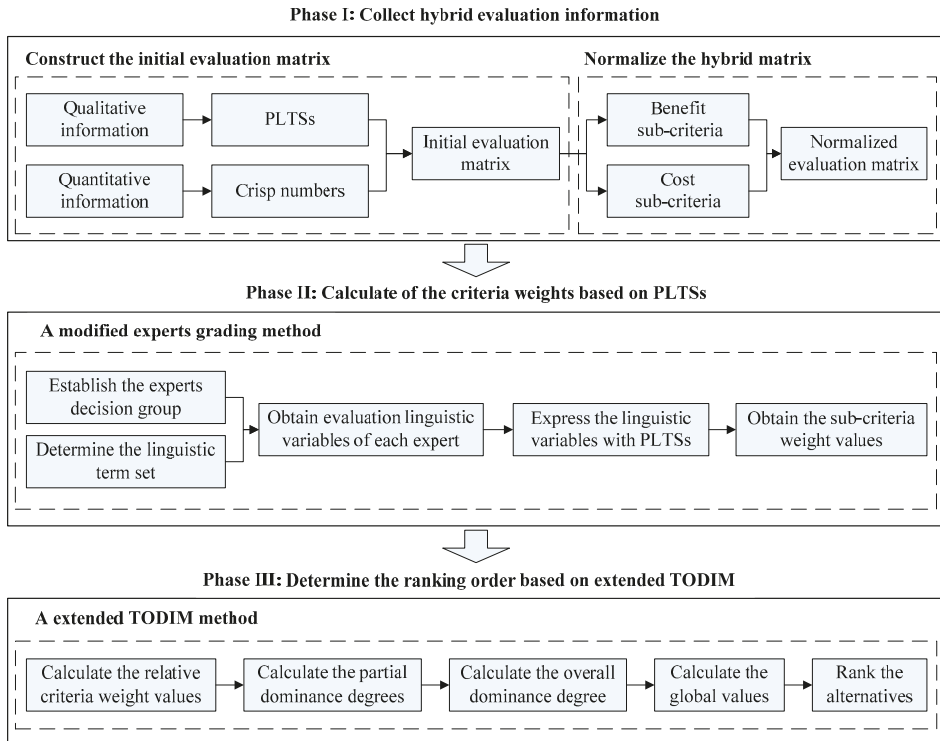 Phase I: Collect hybrid evaluation information
Construct the initial evaluation matrix
Normalize the hybrid matrix
Qualitative
information
PLTSs
Quantitative
information
Crisp numbers
Initial evaluation
matrix
Benefit
sub-criteria
Cost
sub-criteria
Normalized
evaluation matrix
Phase II: Calculate of the criteria weights based on PLTSs
A modified experts grading method
Establish the experts
decision group
Determine the linguistic
term set
Obtain evaluation linguistic
variables of each expert
Express the linguistic
variables with PLTSs
Obtain the sub-criteria
weight values
Phase III: Determine the ranking order based on extended TODIM
A extended TODIM method
Calculate the relative
criteria weight values
Calculate the partial
dominance degrees
Calculate the overall
dominance degree
Calculate the
global values
Rank the
alternatives